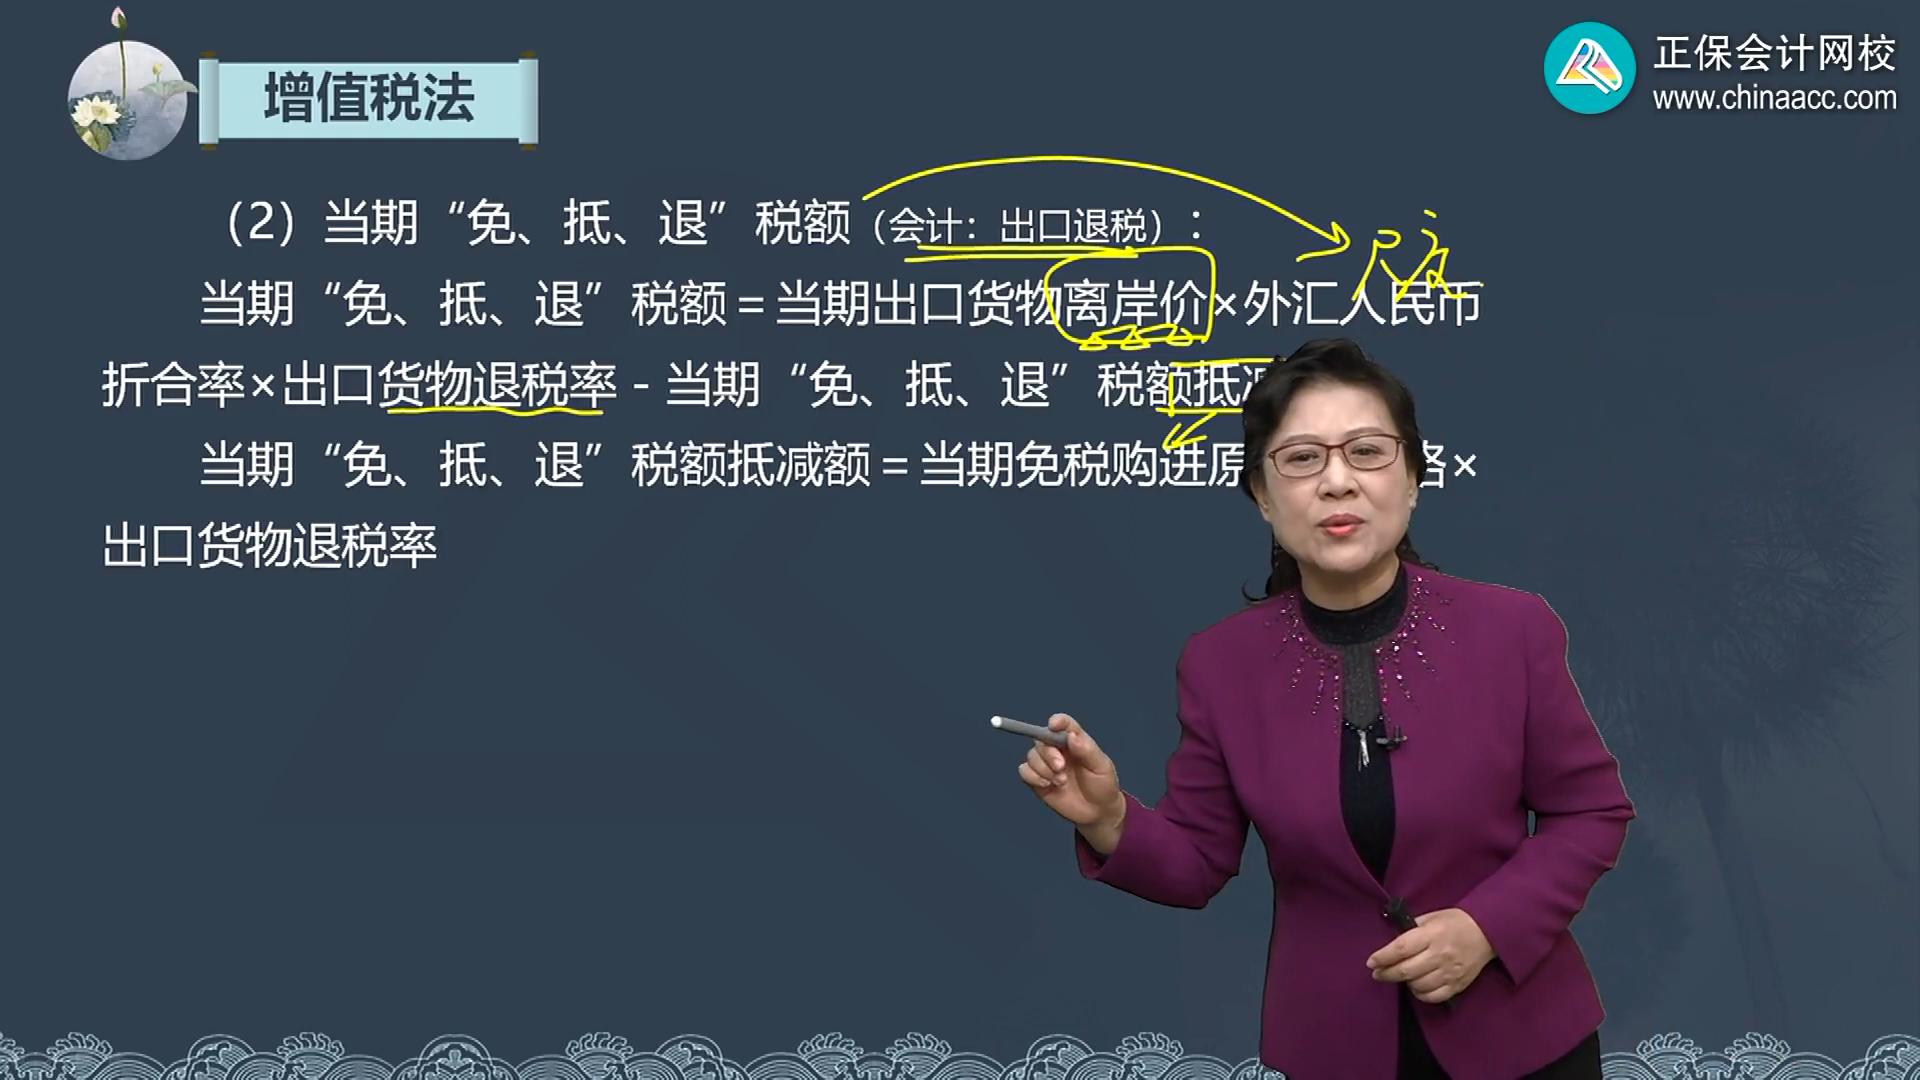 正保会计网校
www.chinaacc.com
增值税法
（2）当期“免、抵、退”税额（会计：出口退税）：
当期“免、抵、退”税额＝当期出口货物离岸价×外汇人民币
折合率×出口货物退税率－当期“免、抵、退”税额抵减
当期“免、抵、退”税额抵减额＝当期免税购进原 格×
出口货物退税率